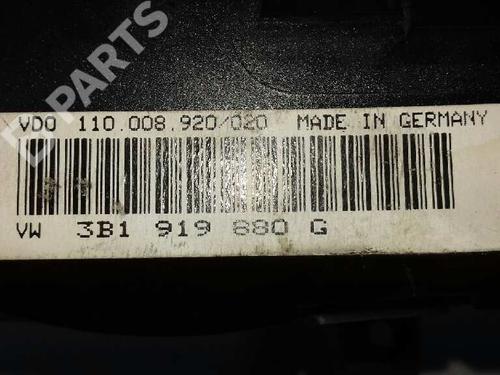 B-PARTS
VDO 110.008.920/020 MADE IN GERMANY
VW 3B1 919 880 G